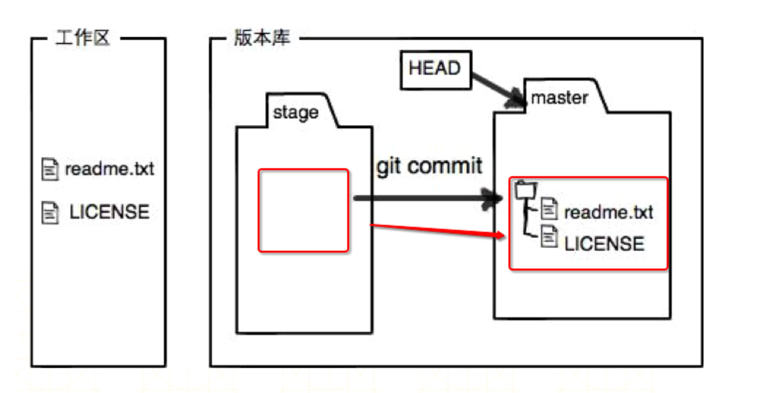 工作区
版本库
HEAD
stage
master
readme.txt
LICENSE
git commit
readme.txt
LICENSE